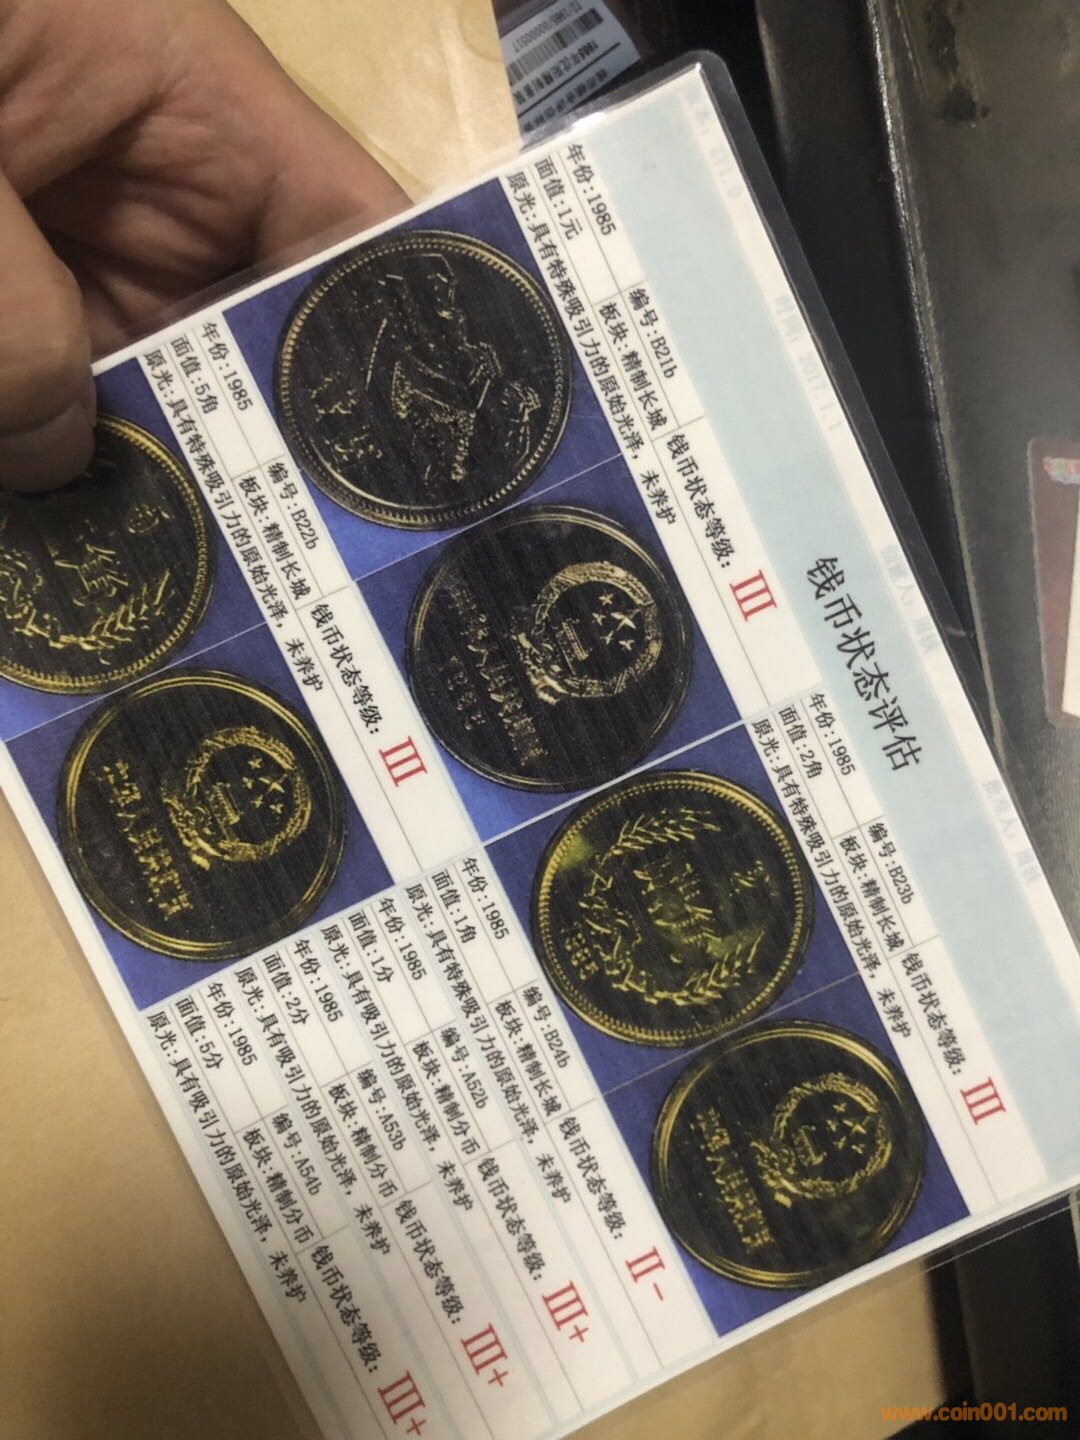 钱币状态评估
年份:1985
编号:B21b
钱币状态等级:
III
面值:1元
板块:精制长城
原光:具有特殊吸引力的原始光泽，未养护
年份:1985
编号:B23b
钱币状态等级:
III
面值:2角
板块:精制长城
原光:具有特殊吸引力的原始光泽，未养护
年份:1985
编号:B22b
钱币状态等级:
III
面值:5角
板块:精制长城
原光:具有特殊吸引力的原始光泽，未养护
年份:1985
编号:B24b
钱币状态等级:
II-
面值:1角
板块:精制长城
原光:具有特殊吸引力的原始光泽，未养护
年份:1985
编号:A52b
钱币状态等级:
III+
面值:1分
板块:精制分币
原光:具有吸引力的原始光泽，未养护
年份:1985
编号:A53b
钱币状态等级:
III+
面值:2分
板块:精制分币
原光:具有吸引力的原始光泽，未养护
年份:1985
编号:A54b
钱币状态等级:
III+
面值:5分
板块:精制分币
原光:具有吸引力的原始光泽，未养护
时间: 2017.1.1
1985
www.coin001.com